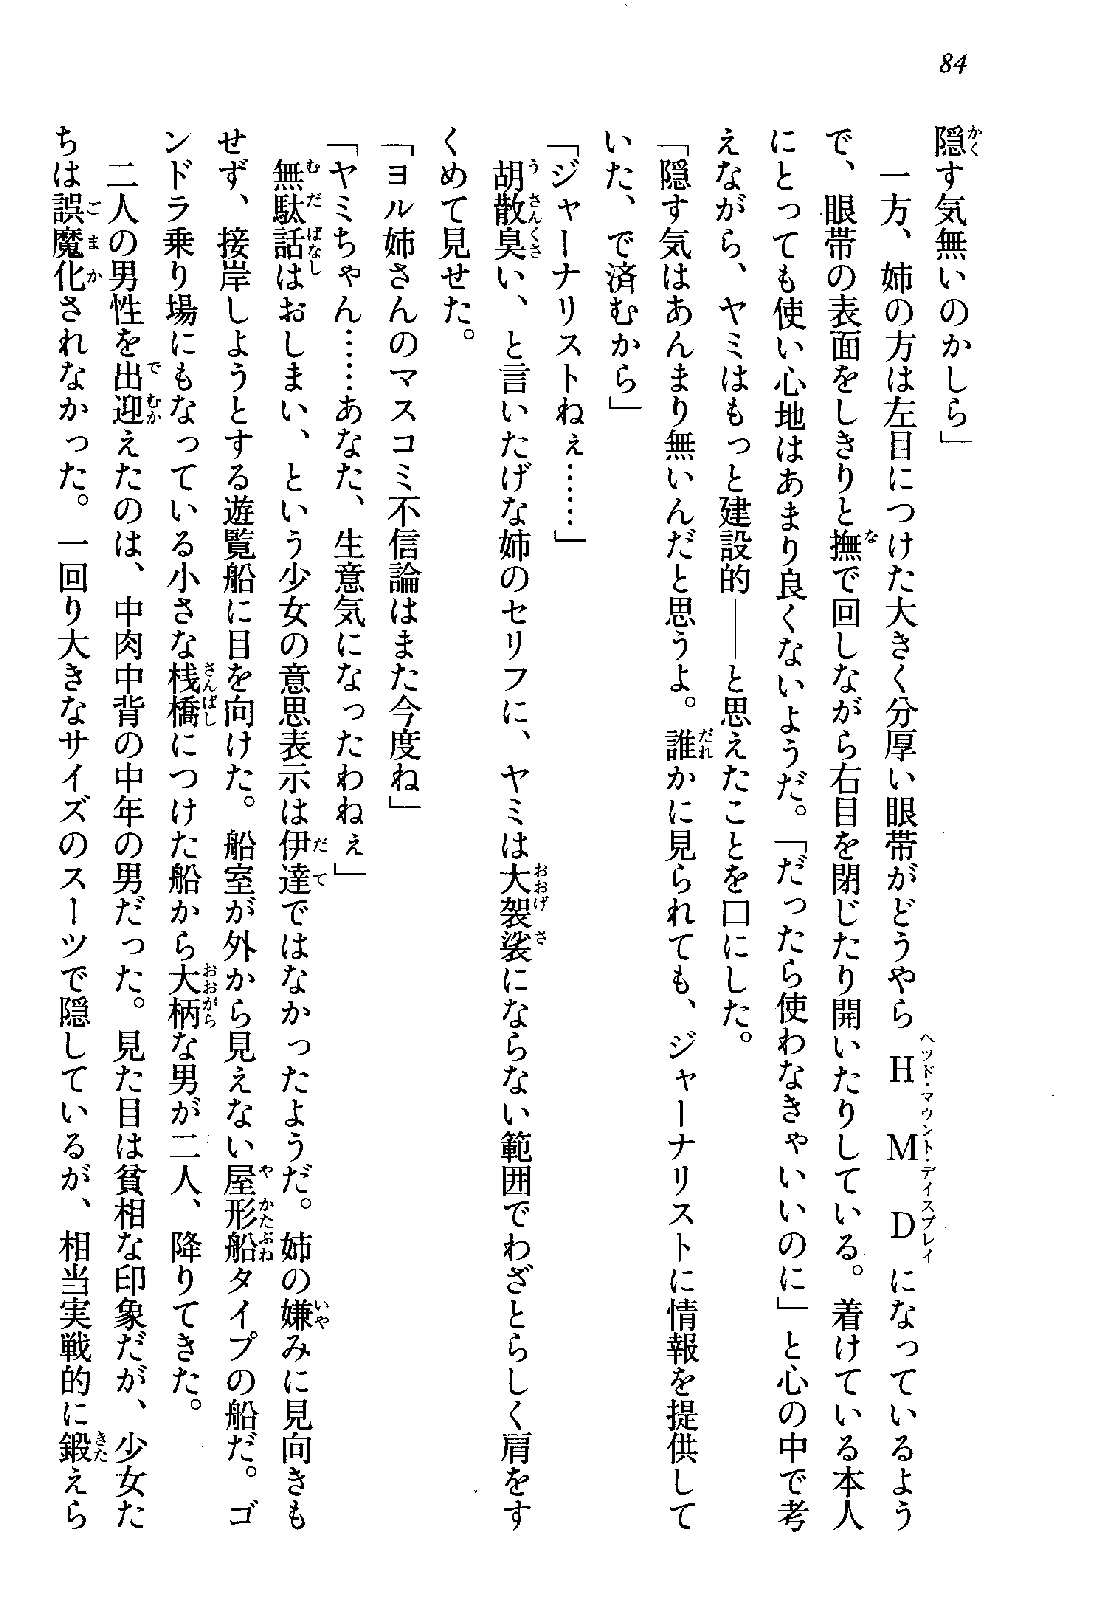 84
隠す気無いのかしら」
一方、姉の方は左目につけた大きく分厚い眼帯がどうやらHMDになっているよう
で、眼帯の表面をしきりと撫で回しながら右目を閉じたり開いたりしている。着けている本人
にとっても使い心地はあまり良くないようだ。「だったら使わなきゃいいのに」と心の中で考
えながら、ヤミはもっと建設的――と思えたことを口にした。
「隠す気はあんまり無いんだと思うよ。誰かに見られても、ジャーナリストに情報を提供して
いた、で済むから」
「ジャーナリストねぇ……」
胡散臭い、と言いたげな姉のセリフに、ヤミは大袈裟にならない範囲でわざとらしく肩をす
くめて見せた。
「ヨル姉さんのマスコミ不信論はまた今度ね」
「ヤミちゃん……あなた、生意気になったわねぇ」
無駄話はおしまい、という少女の意思表示は伊達ではなかったようだ。姉の嫌みに見向きも
せず、接岸しようとする遊覧船に目を向けた。船室が外から見えない屋形船タイプの船だ。ゴ
ンドラ乗り場にもなっている小さな桟橋につけた船から大柄な男が二人、降りてきた。
二人の男性を出迎えたのは、中肉中背の中年の男だった。見た目は貧相な印象だが、少女た
ちは誤魔化されなかった。一回り大きなサイズのスーツで隠しているが、相当実戦的に鍛えら